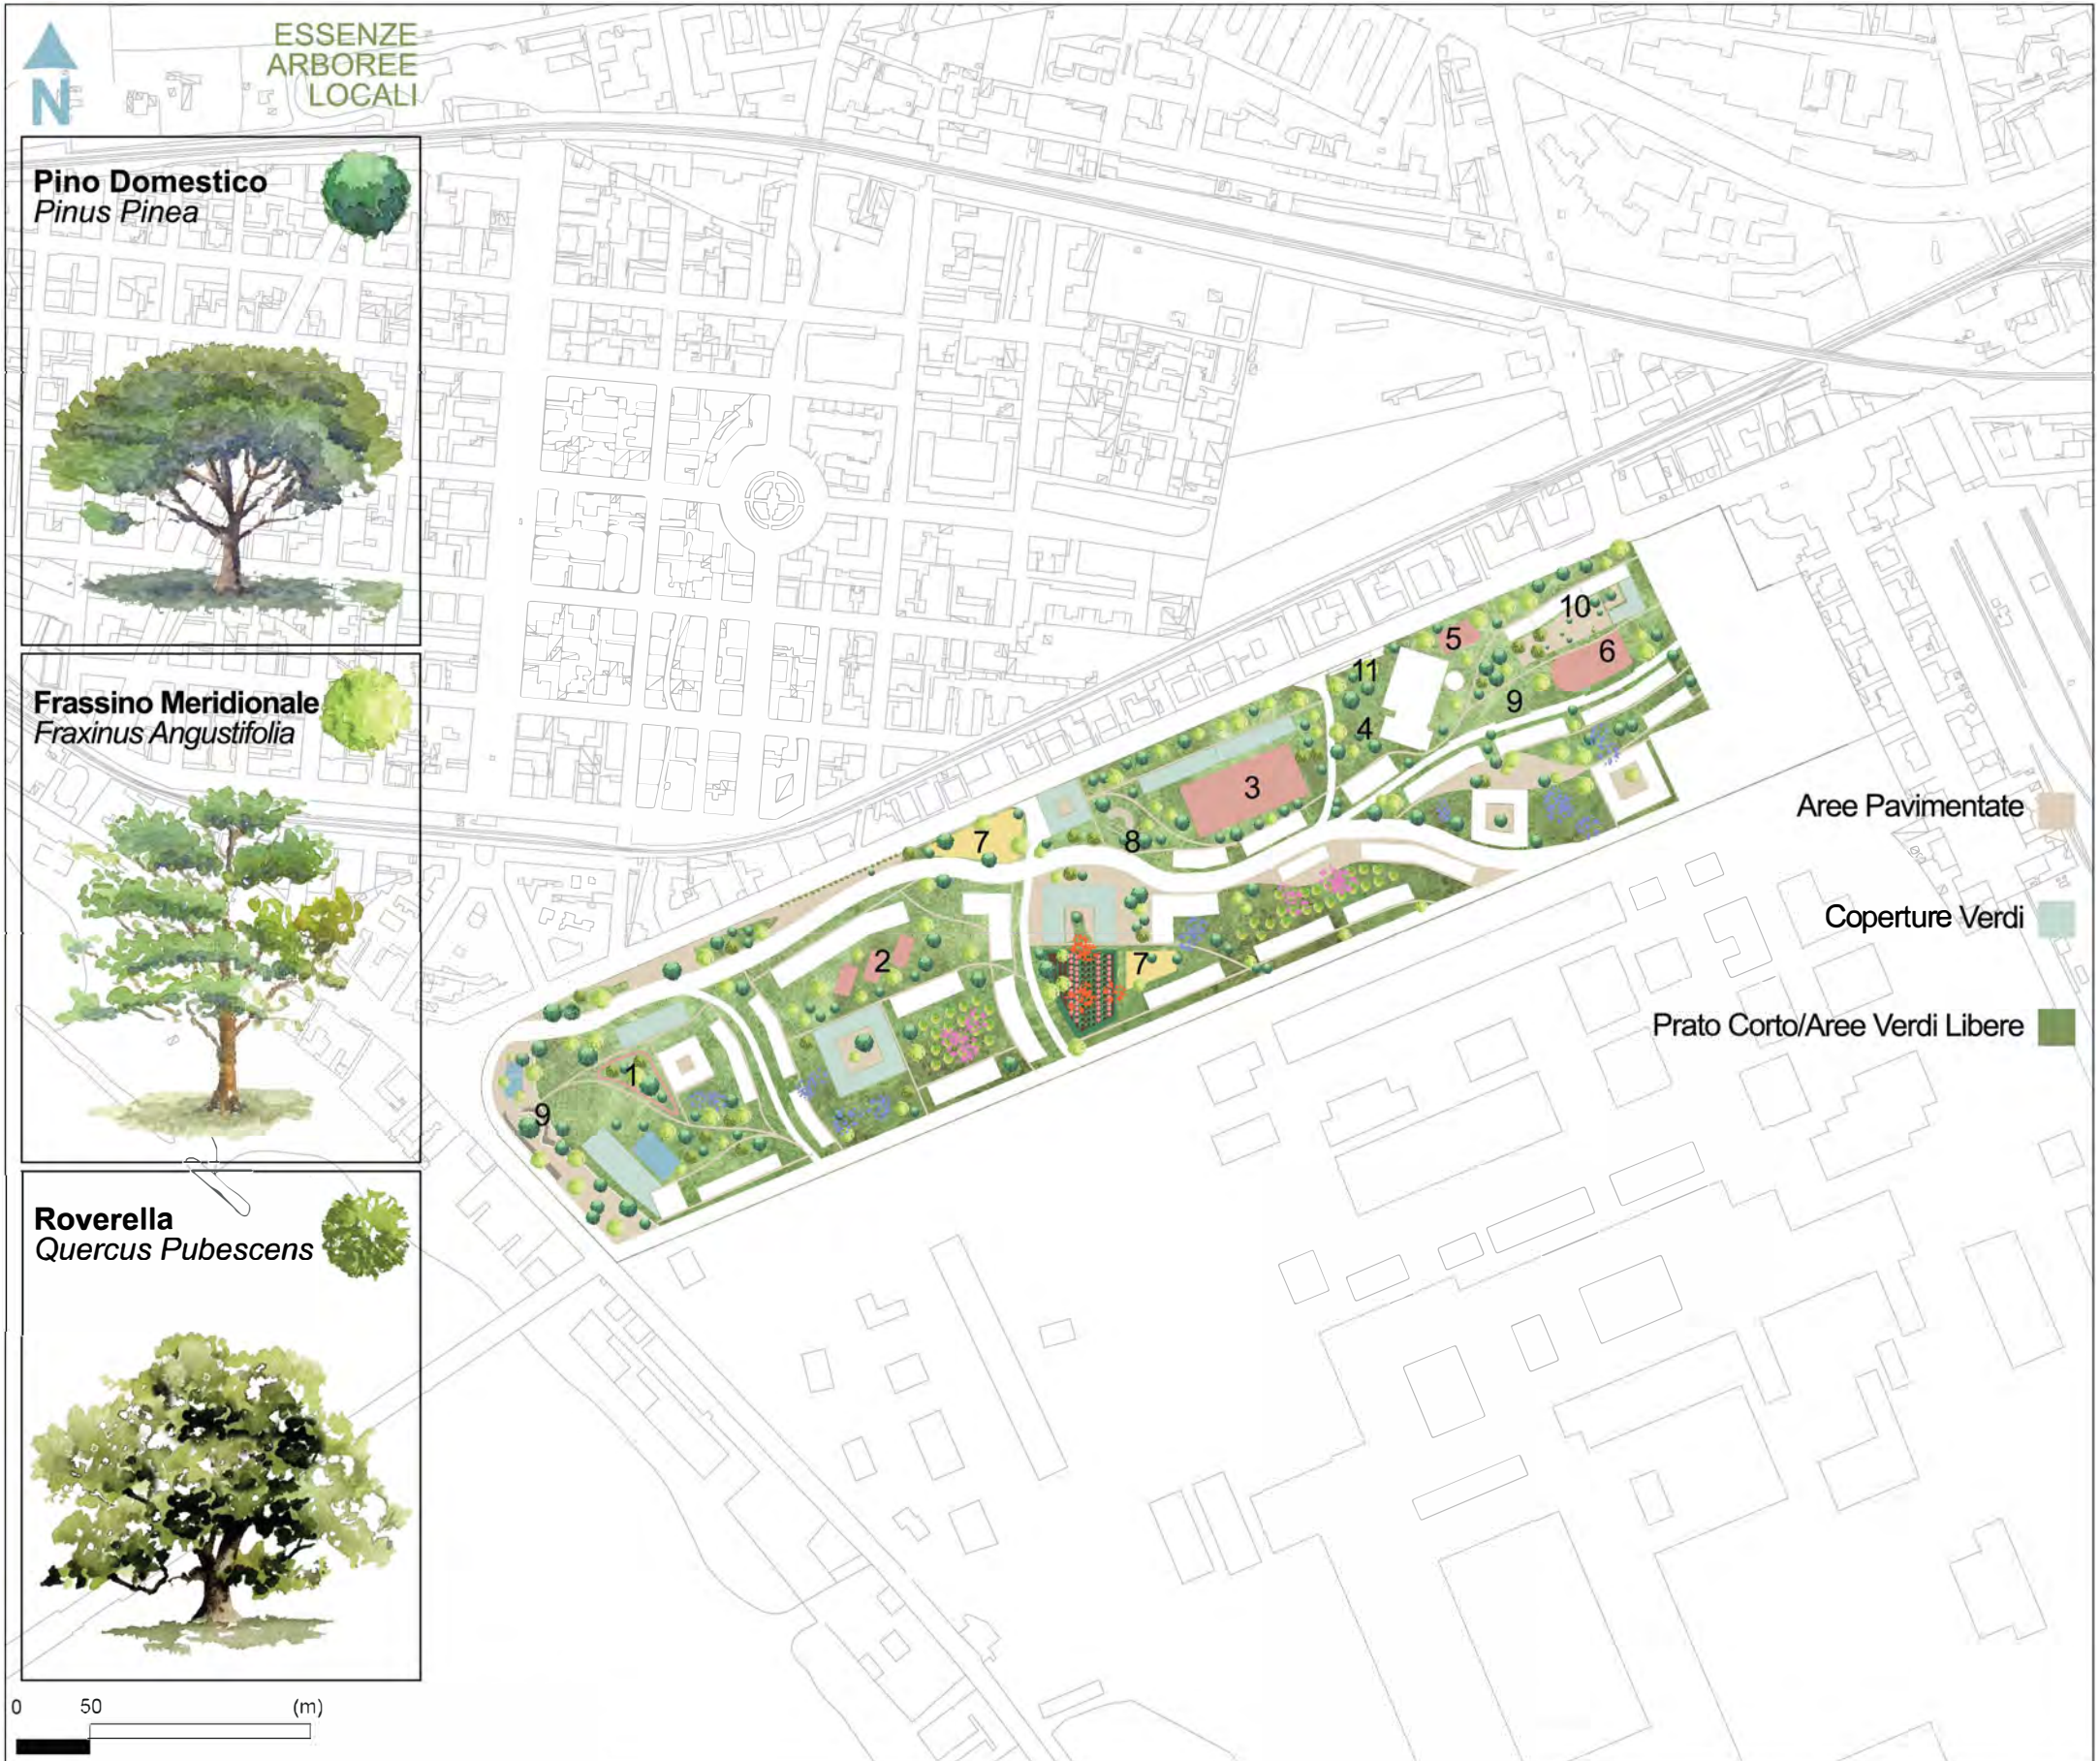 N
ESSENZE
ARBOREE
LOCALI
Pino Domestico
Pinus Pinea
Frassino Meridionale
Fraxinus Angustifolia
Roverella
Quercus Pubescens
10
5
6
11
9
4
3
8
7
2
7
1
9
Aree Pavimentate
Coperture Verdi
Prato Corto/Aree Verdi Libere
0 50 (m)